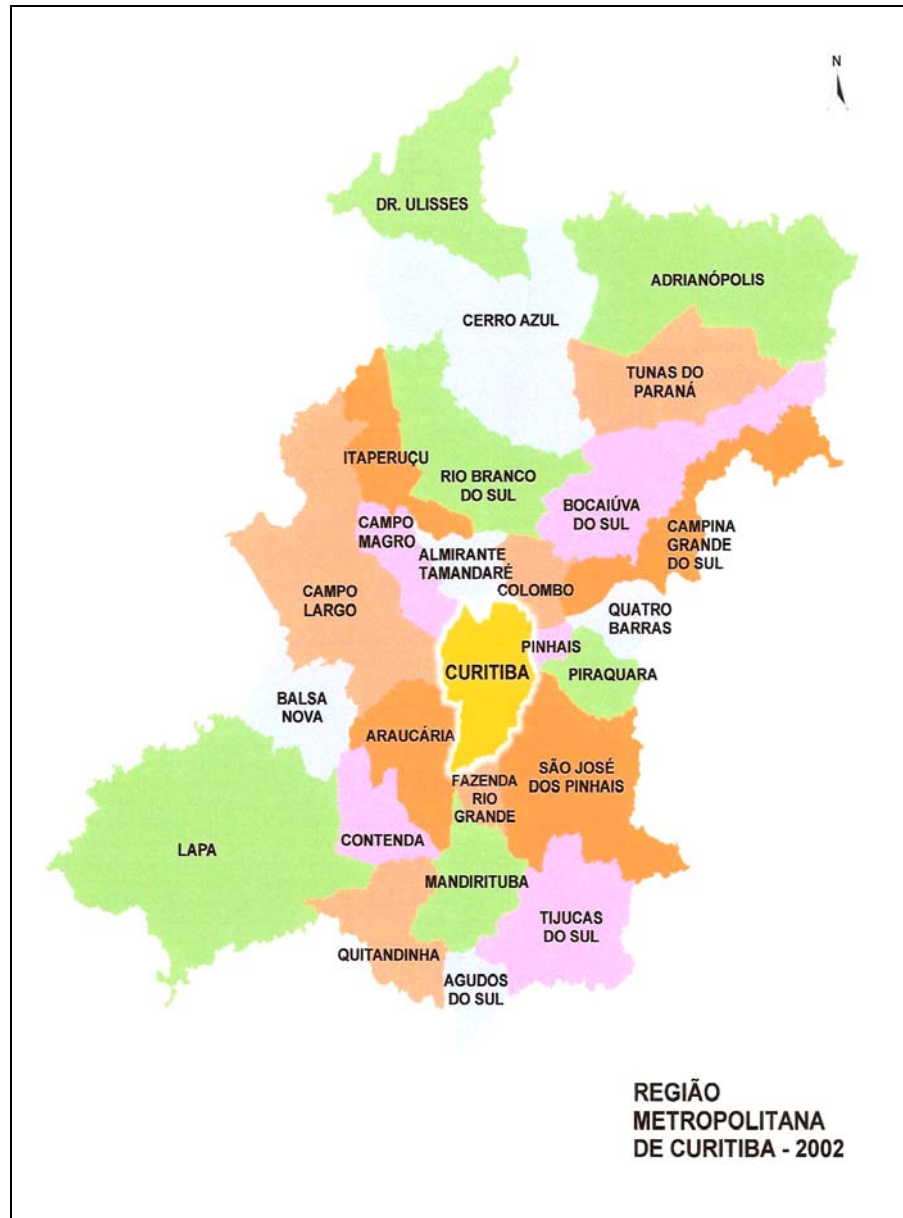 N
DR. ULISSES
ADRIANÓPOLIS
CERRO AZUL
TUNAS DO
PARANÁ
ITAPERUÇU
RIO BRANCO
DO SUL
BOCAIÚVA
DO SUL
CAMPO
MAGRO
CAMPINA
GRANDE
DO SUL
ALMIRANTE
TAMANDARÉ
COLOMBO
CAMPO
LARGO
QUATRO
BARRAS
PINHAIS
CURITIBA
PIRAQUARA
BALSA
NOVA
ARAUCÁRIA
SÃO JOSÉ
DOS PINHAIS
FAZENDA
RIO
GRANDE
CONTENDA
LAPA
MANDIRITUBA
TIJUCAS
DO SUL
QUITANDINHA
AGUDOS
DO SUL
REGIÃO
METROPOLITANA
DE CURITIBA - 2002